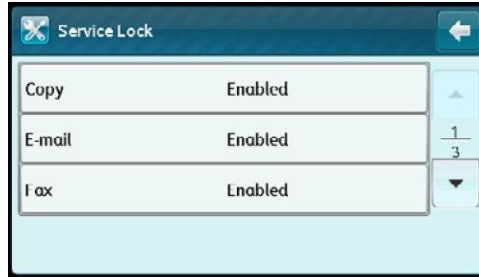 Service Lock
Copy Enabled
E-mail Enabled
1
3
Fax Enabled